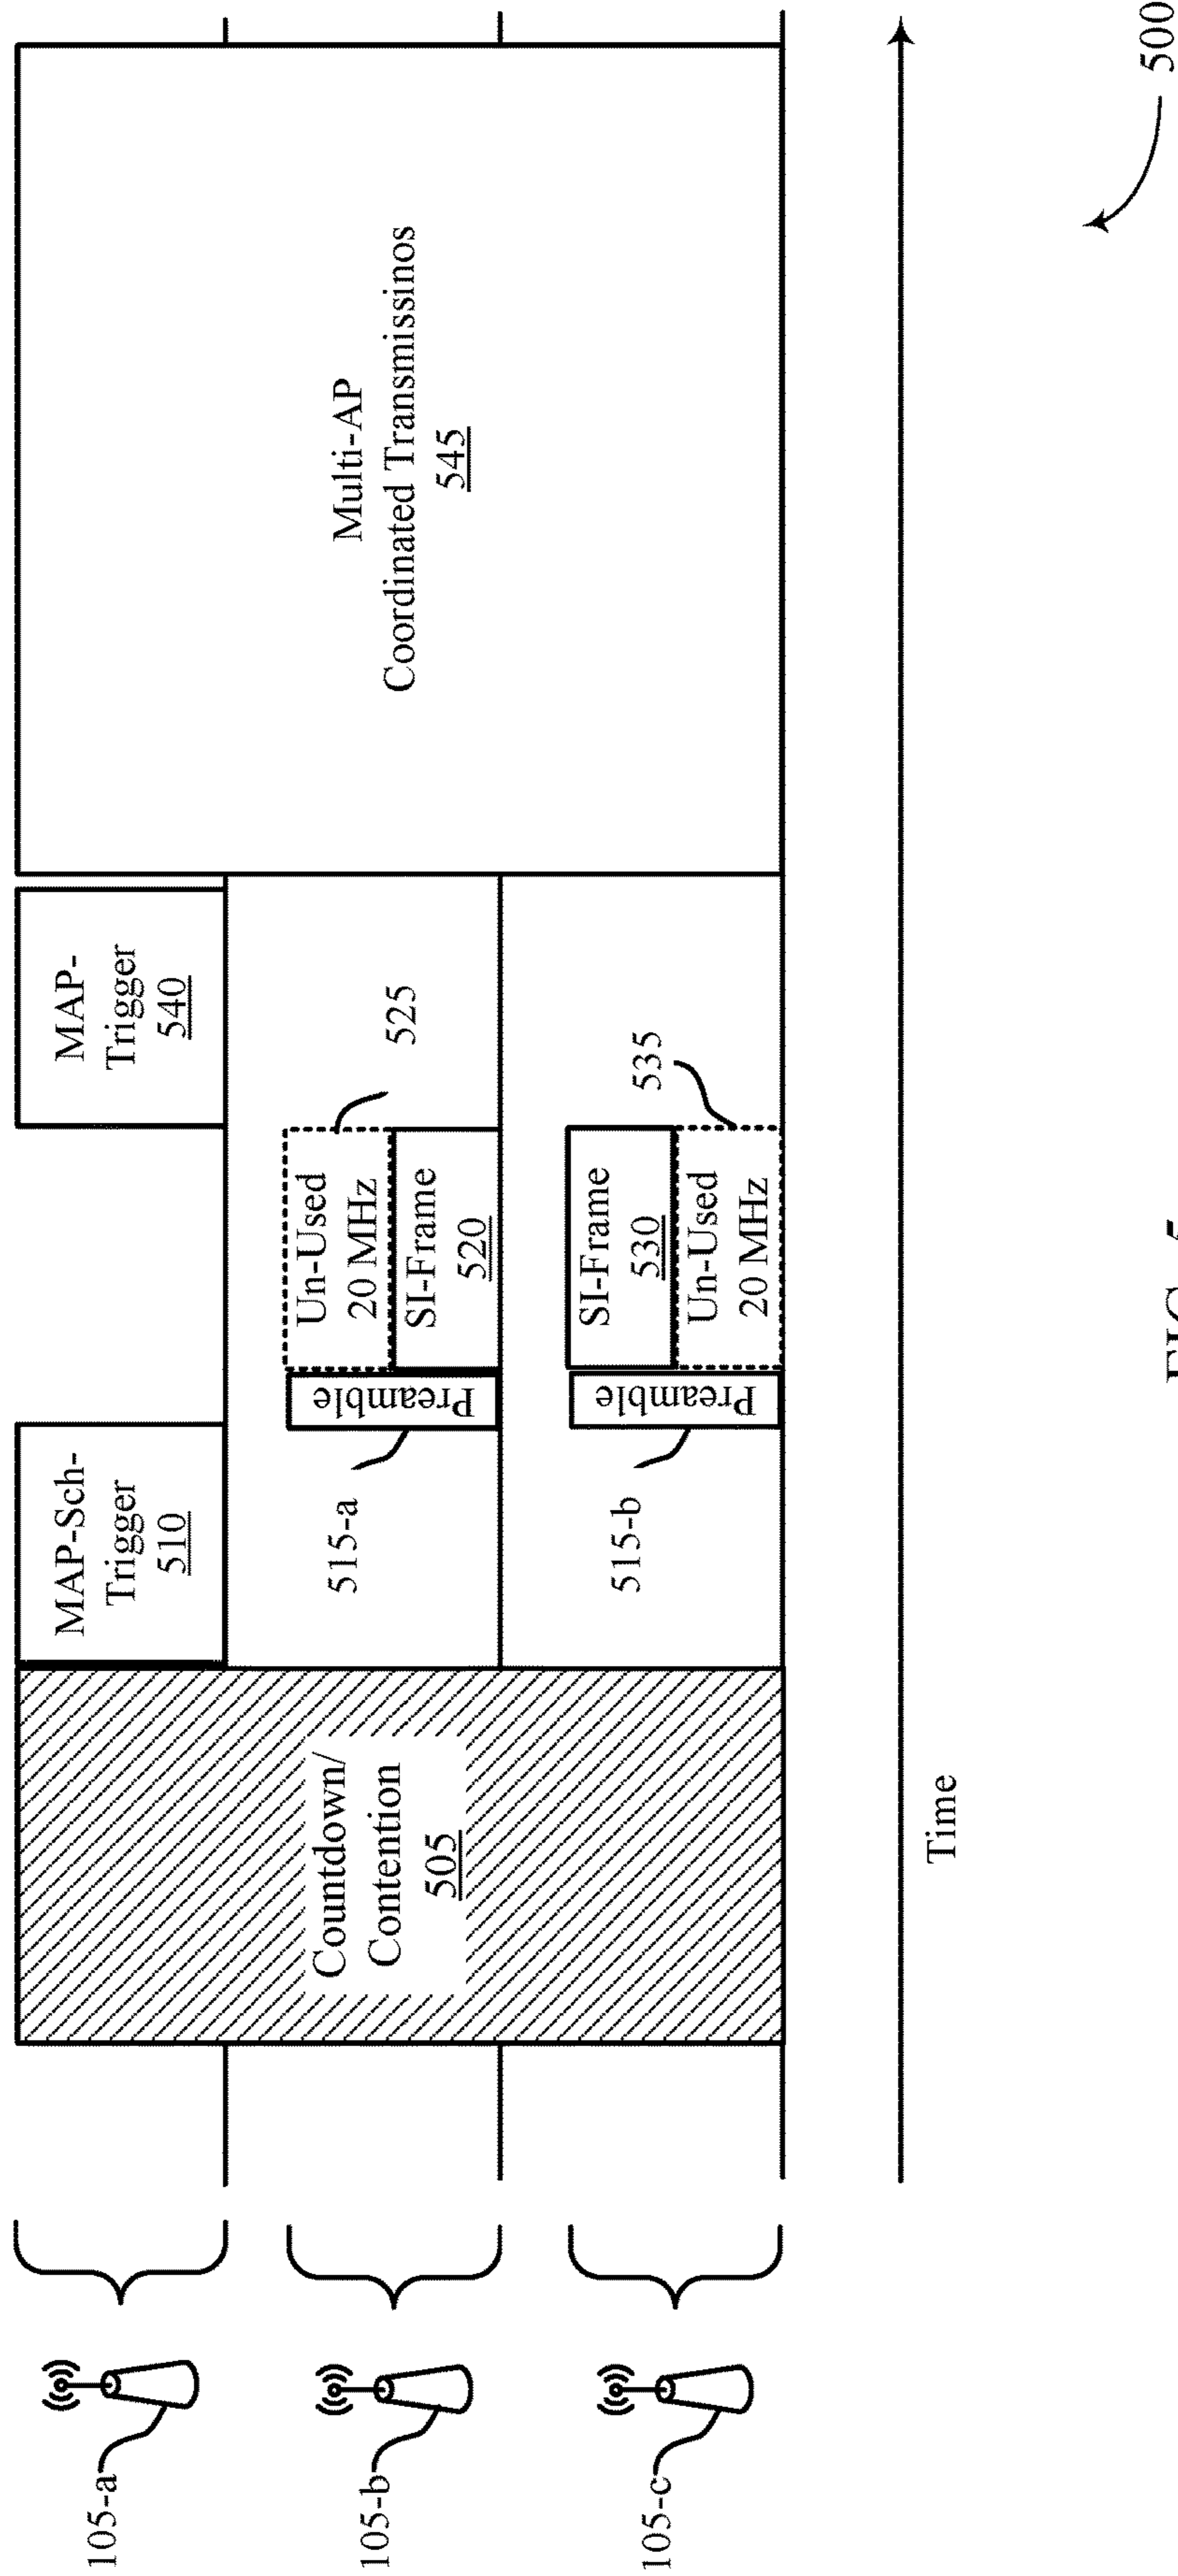 105-a
105-b
105-c
Countdown/
Contention
505
MAP-Sch-
Trigger
510
515-a
Preamble
Un-Used
20 MHz
525
SI-Frame
520
515-b
Preamble
SI-Frame
530
Un-Used
20 MHz
535
MAP-
Trigger
540
Multi-AP
Coordinated Transmissinos
545
Time
500